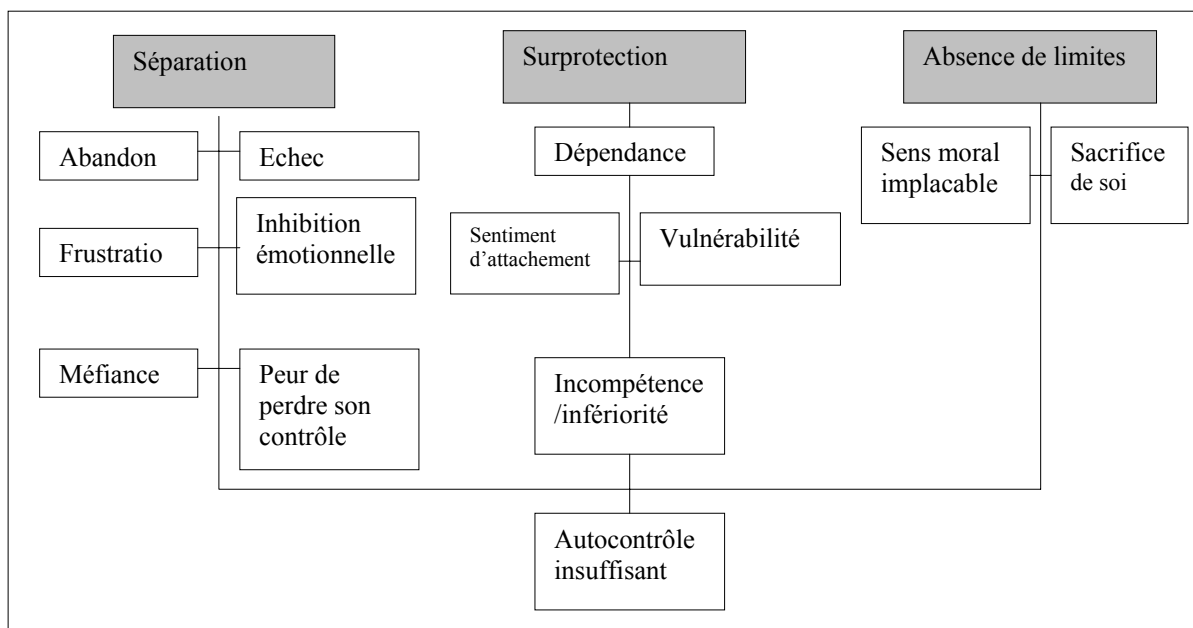 Séparation
Surprotection
Absence de limites
Abandon
Echec
Dépendance
Sens moral
implacable
Sacrifice
de soi
Frustratio
Inhibition
émotionnelle
Sentiment
d'attachement
Vulnérabilité
Méfiance
Peur de
perdre son
contrôle
Incompétence
/infériorité
Autocontrôle
insuffisant